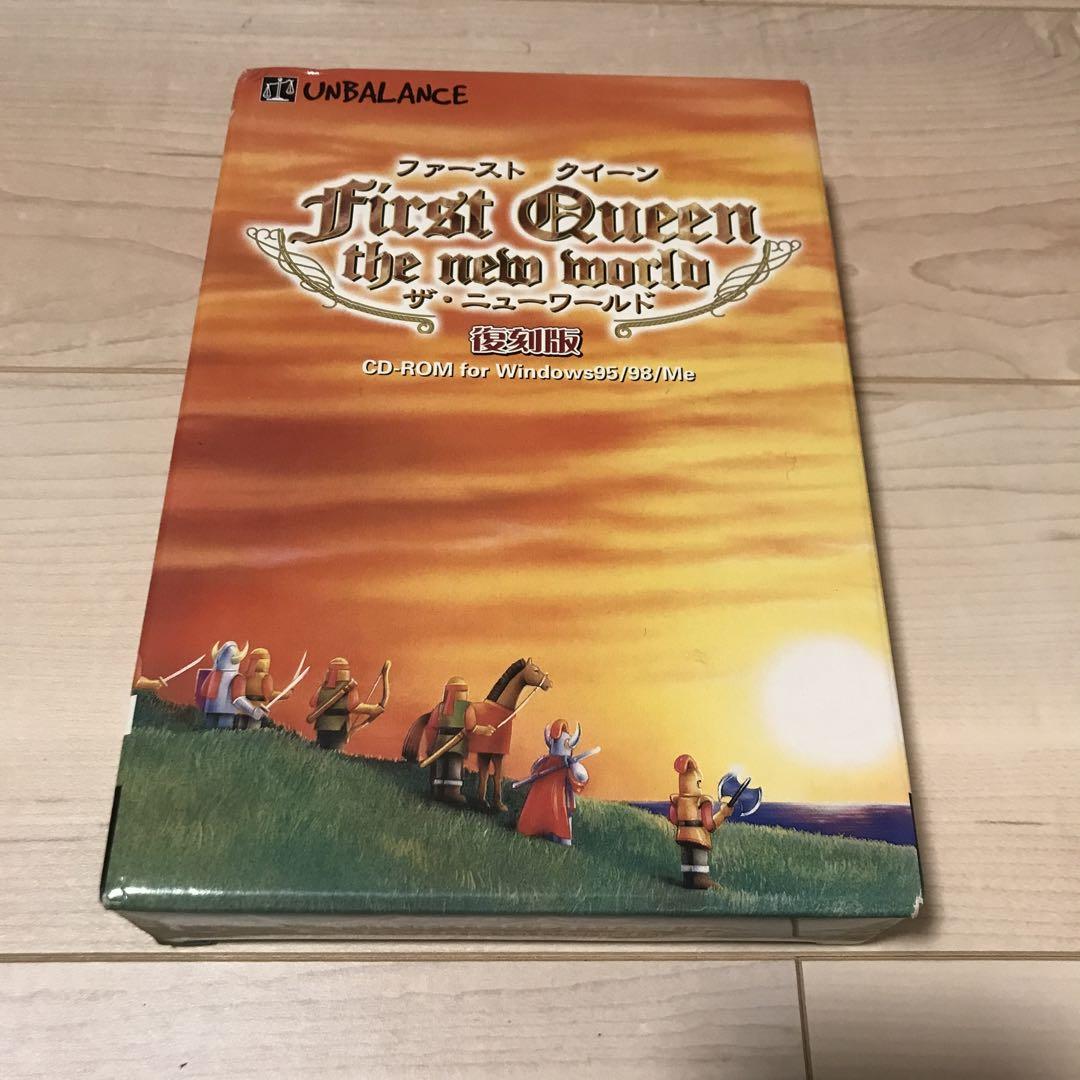 UNBALANCE
ファースト クイーン
First Queen
the new world
ザ・ニューワールド
復刻版
CD-ROM for Windows95/98/Me